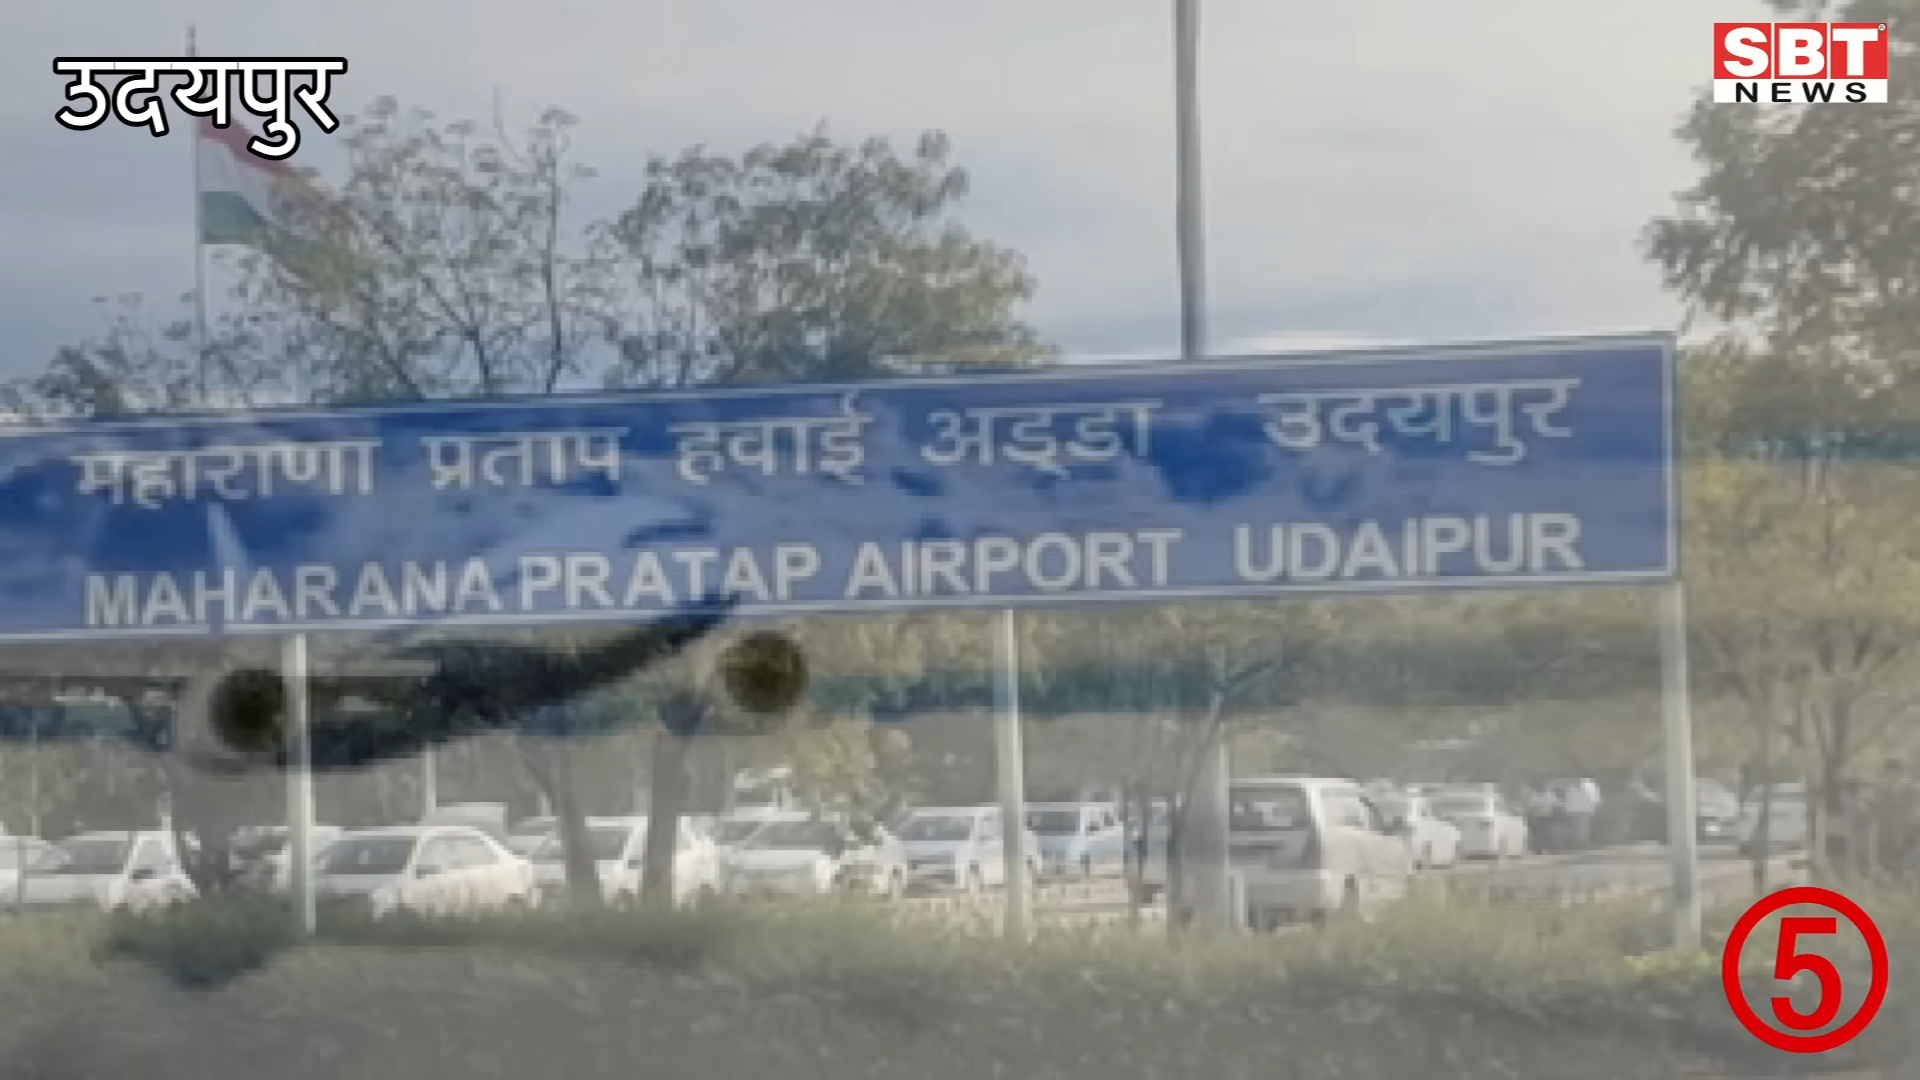 उदयपुर
SBT
NEWS
महाराणा प्रताप हवाई अड्डा उदयपुर
MAHARANA PRATAP AIRPORT UDAIPUR
5